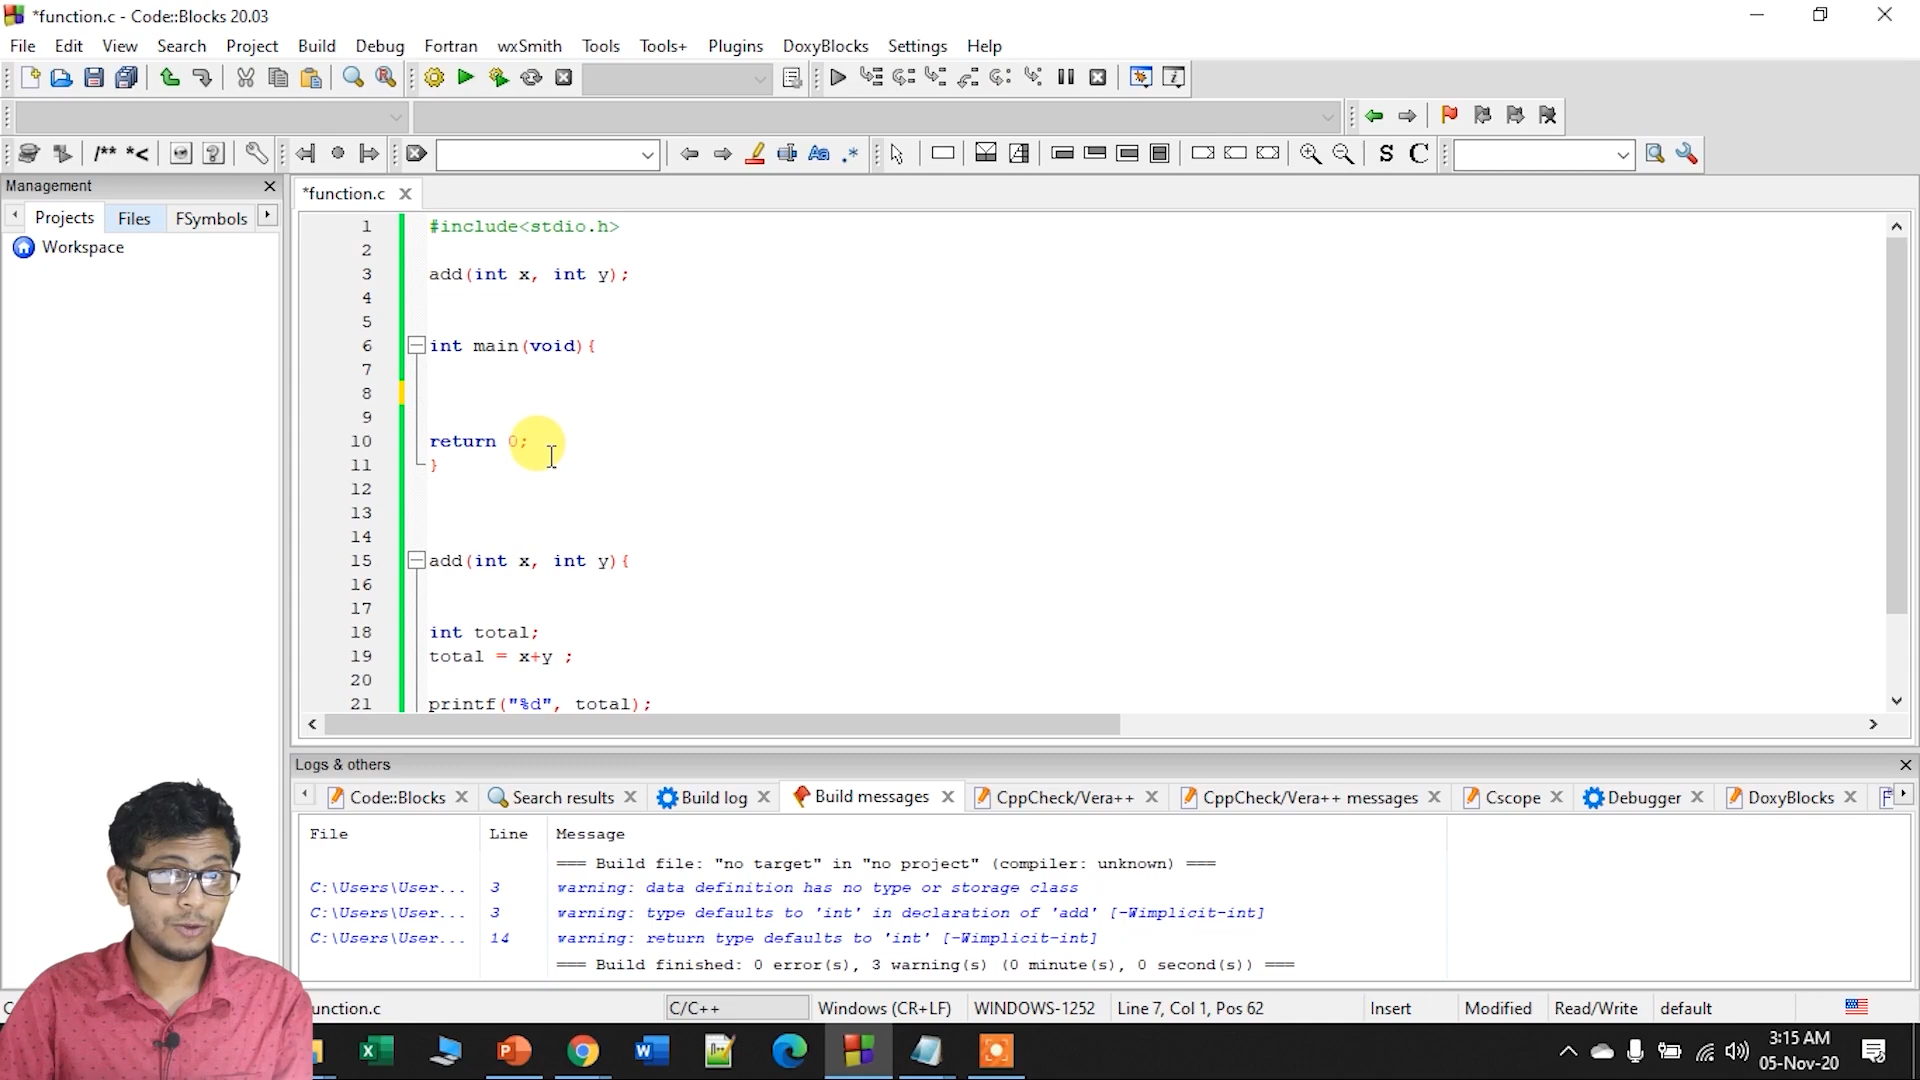 *function.c - Code::Blocks 20.03
File Edit View Search Project Build Debug Fortran wxSmith Tools Tools+ Plugins DoxyBlocks Settings Help
/** *<
Aa .*
S C
Management
*function.c
Projects Files FSymbols
Workspace
1 #include<stdio.h>
2
3 add(int x, int y);
4
5
6 int main(void){
7
8
9
10 return 0;
11 }
12
13
14
15 add(int x, int y){
16
17
18 int total;
19 total = x+y ;
20
21 printf("%d", total);
Logs & others
Code::Blocks Search results Build log Build messages CppCheck/Vera++ CppCheck/Vera++ messages Cscope Debugger DoxyBlocks
File Line Message
=== Build file: "no target" in "no project" (compiler: unknown) ===
C:\Users\User... 3 warning: data definition has no type or storage class
C:\Users\User... 3 warning: type defaults to 'int' in declaration of 'add' [-Wimplicit-int]
C:\Users\User... 14 warning: return type defaults to 'int' [-Wimplicit-int]
=== Build finished: 0 error(s), 3 warning(s) (0 minute(s), 0 second(s)) ===
unction.c C/C++ Windows (CR+LF) WINDOWS-1252 Line 7, Col 1, Pos 62 Insert Modified Read/Write default
3:15 AM
05-Nov-20